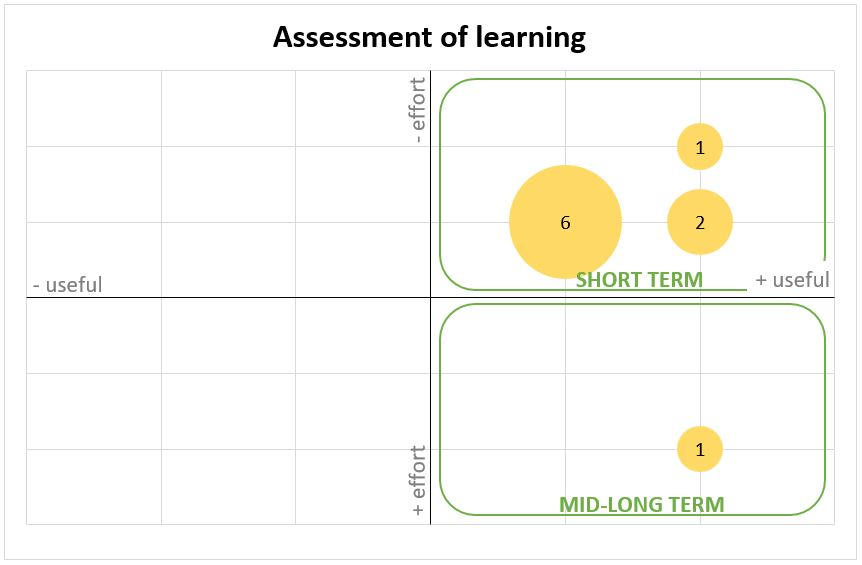 Assessment of learning
- effort
1
6
2
- useful
SHORT TERM
+ useful
+ effort
1
MID-LONG TERM